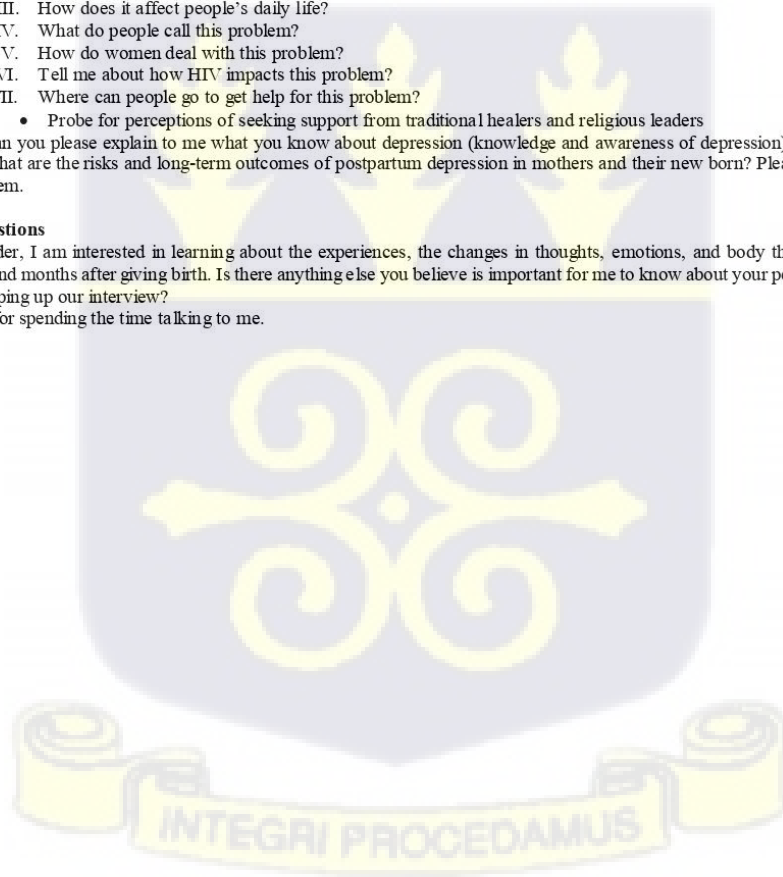 II. How does it affect people's daily life?
V. What do people call this problem?
V. How do women deal with this problem?
VI. Tell me about how HIV impacts this problem?
II. Where can people go to get help for this problem?
• Probe for perceptions of seeking support from traditional healers and religious leaders
an you please explain to me what you know about depression (knowledge and awareness of depression)
hat are the risks and long-term outcomes of postpartum depression in mothers and their new born? Plea
em.
stions
der, I am interested in learning about the experiences, the changes in thoughts, emotions, and body th
nd months after giving birth. Is there anything else you believe is important for me to know about your p
ping up our interview?
or spending the time talking to me.
INTEGRI PROCEDAMUS